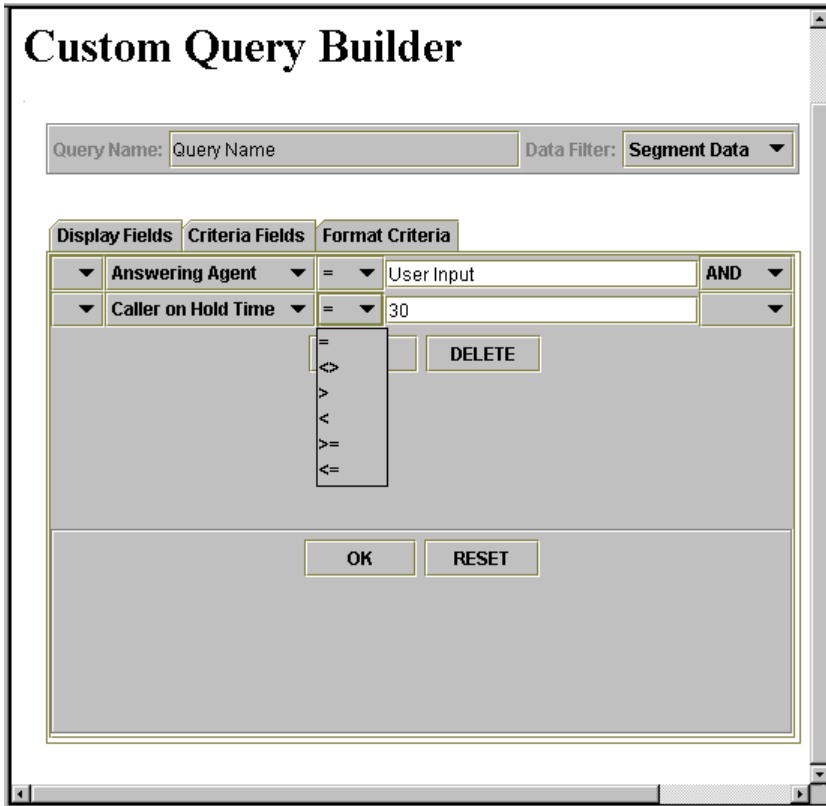 Custom Query Builder
Query Name: Query Name Data Filter: Segment Data
Display Fields Criteria Fields Format Criteria
Answering Agent = User Input AND
Caller on Hold Time = 30
=
DELETE
<>
>
<
>=
<=
OK RESET